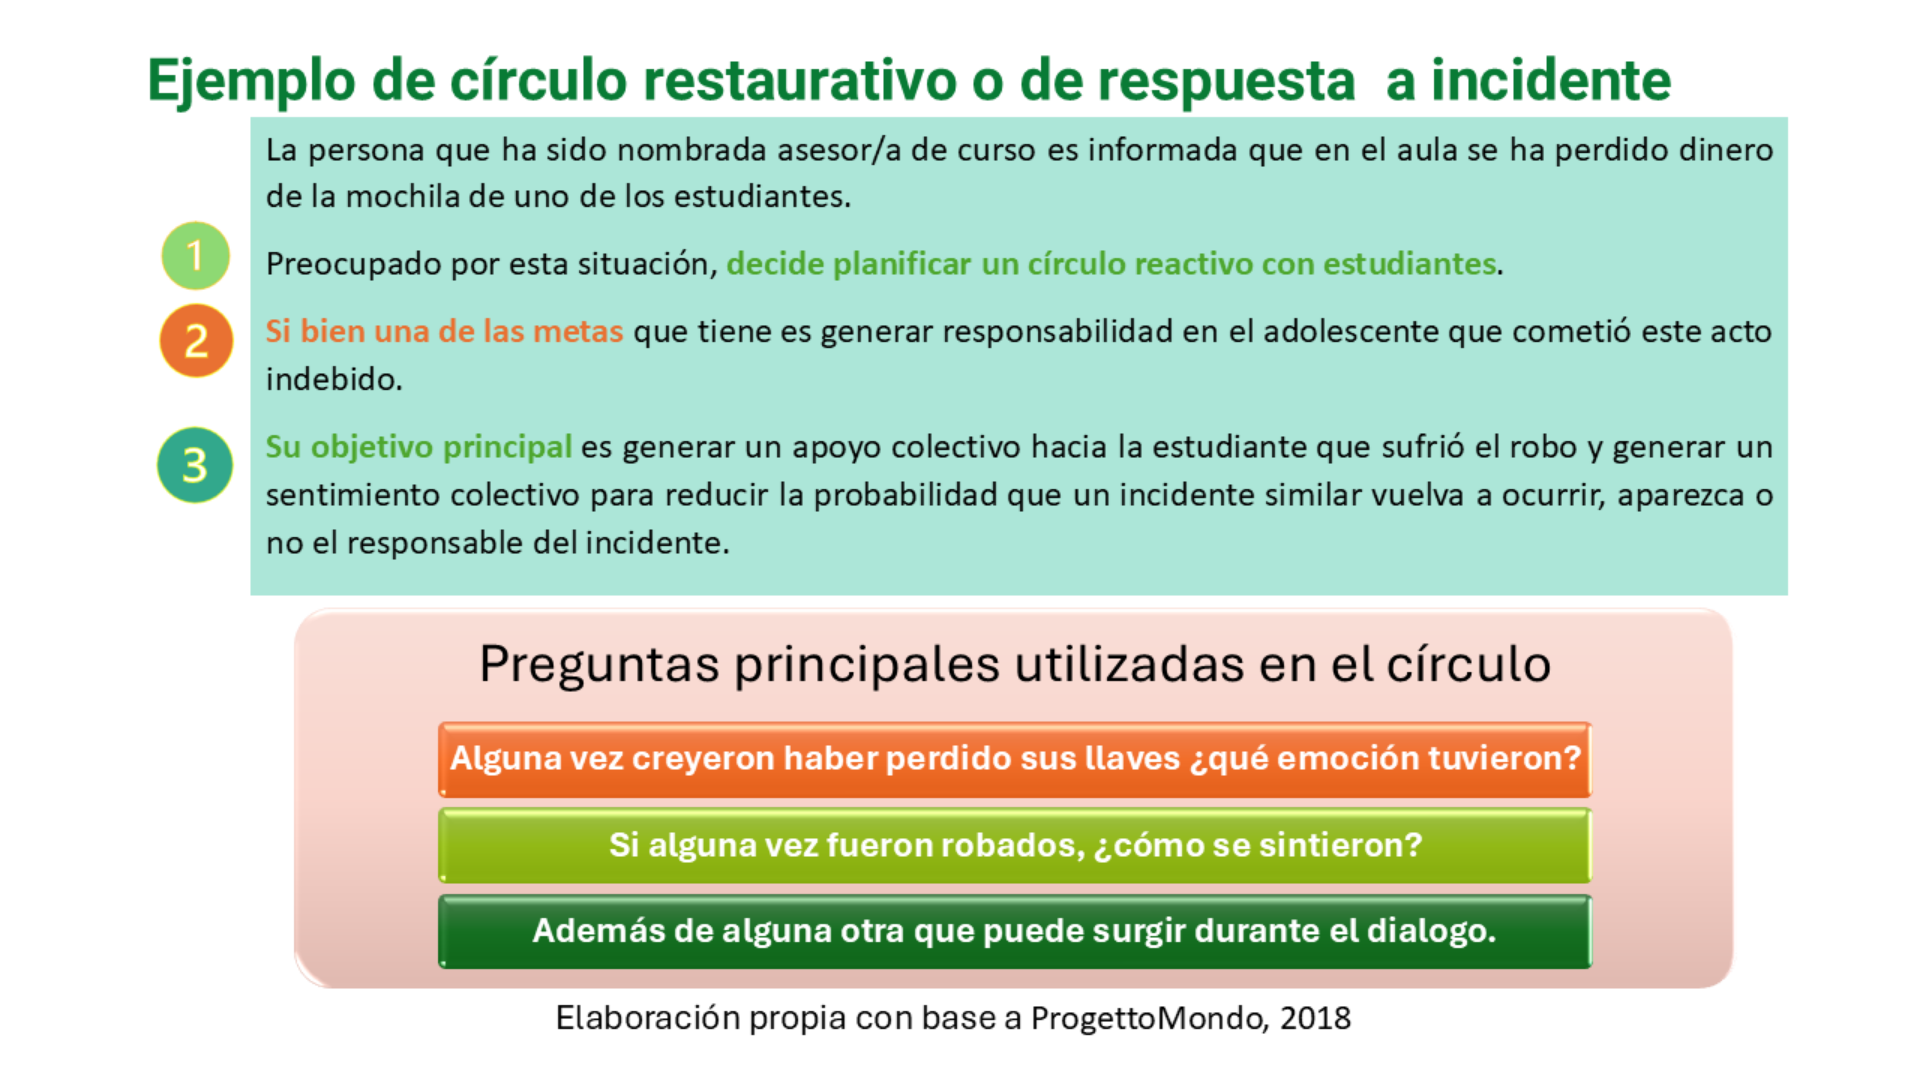 Ejemplo de círculo restaurativo o de respuesta  a incidente
La persona que ha sido nombrada asesor/a de curso es informada que en el aula se ha perdido dinero
de la mochila de uno de los estudiantes.
1
Preocupado por esta situación, decide planificar un círculo reactivo con estudiantes.
2
Si bien una de las metas que tiene es generar responsabilidad en el adolescente que cometió este acto
indebido.
3
Su objetivo principal es generar un apoyo colectivo hacia la estudiante que sufrió el robo y generar un
sentimiento colectivo para reducir la probabilidad que un incidente similar vuelva a ocurrir, aparezca o
no el responsable del incidente.
Preguntas principales utilizadas en el círculo
Alguna vez creyeron haber perdido sus llaves ¿qué emoción tuvieron?
Si alguna vez fueron robados, ¿cómo se sintieron?
Además de alguna otra que puede surgir durante el dialogo.
Elaboración propia con base a ProgettoMondo, 2018